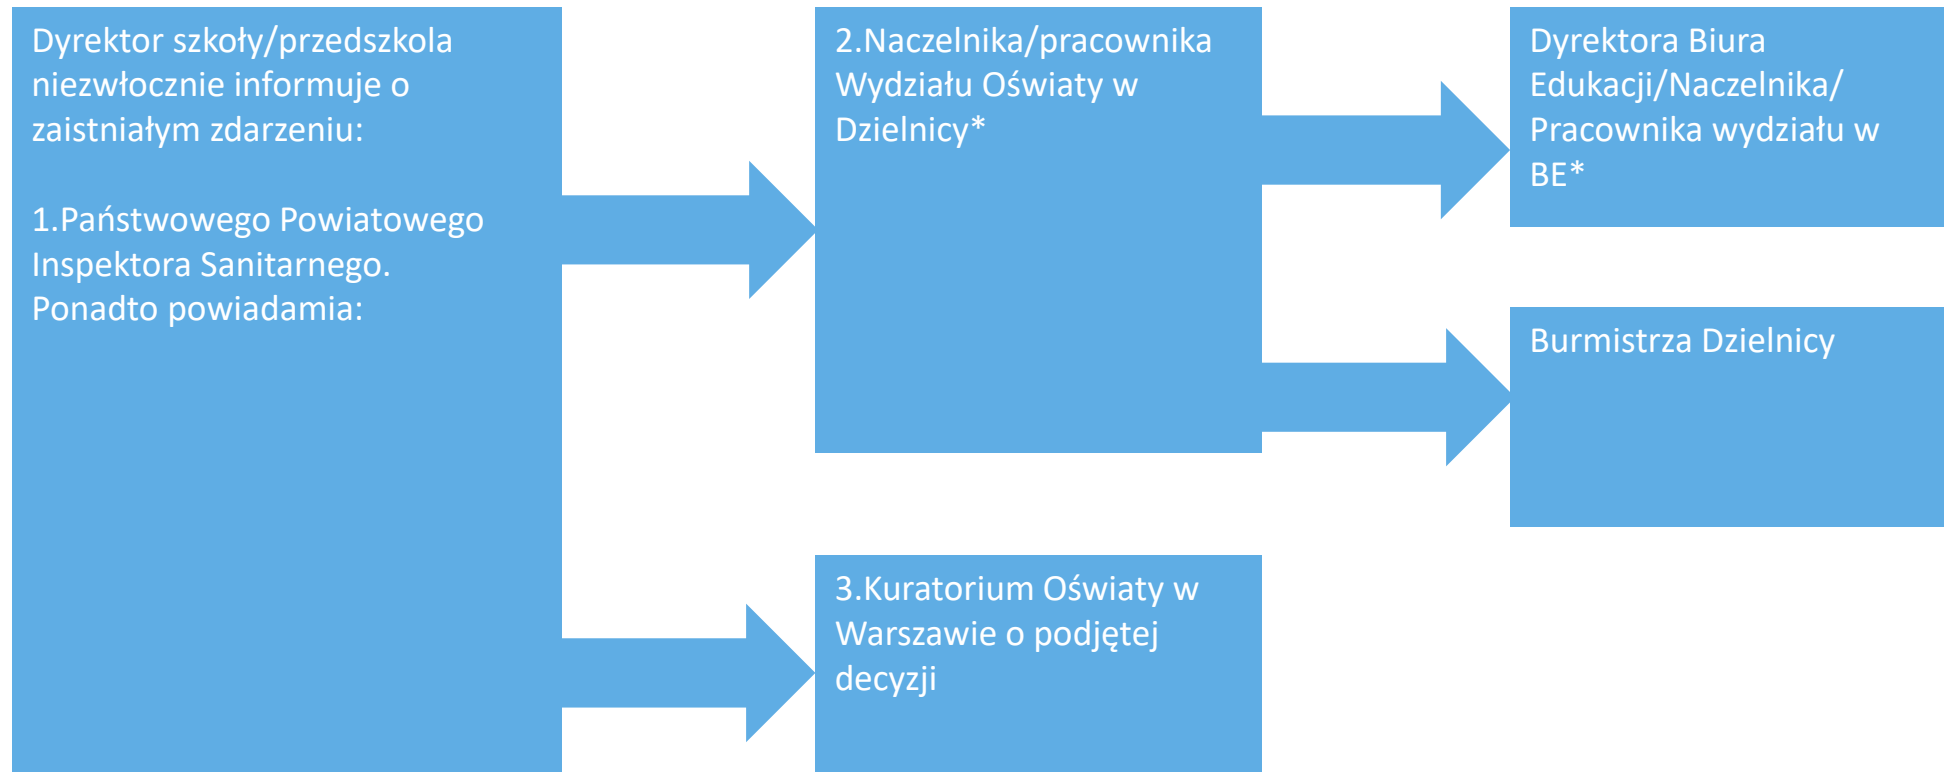 Dyrektor szkoły/przedszkola
niezwłocznie informuje o
zaistniałym zdarzeniu:
1.Państwowego Powiatowego
Inspektora Sanitarnego.
Ponadto powiadamia:
2.Naczelnika/pracownika
Wydziału Oświaty w
Dzielnicy*
Dyrektora Biura
Edukacji/Naczelnika/
Pracownika wydziału w
BE*
Burmistrza Dzielnicy
3.Kuratorium Oświaty w
Warszawie o podjętej
decyzji